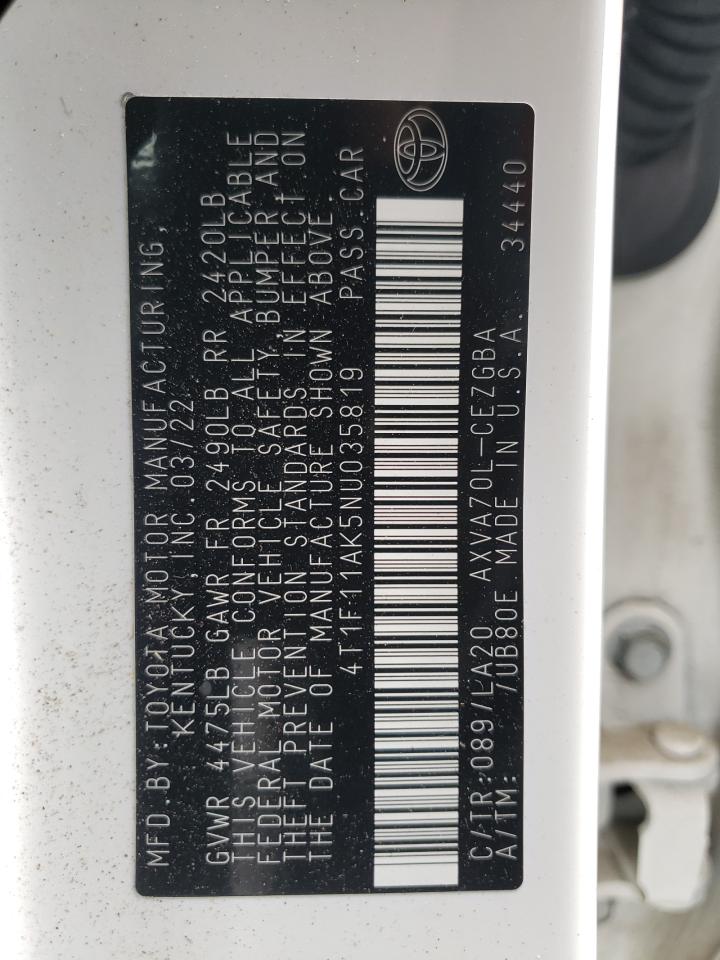 MFD.BY:TOYOTA MOTOR MANUFACTURING,
KENTUCKY, INC.03/22
GVWR 4475LB GAWR FR 2490LB RR 2420LB
THIS VEHICLE CONFORMS TO ALL APPLICABLE
FEDERAL MOTOR VEHICLE SAFETY, BUMPER, AND
THEFT PREVENTION STANDARDS IN EFFECT ON
THE DATE OF MANUFACTURE SHOWN ABOVE.
4T1F11AK5NU035819 PASS.CAR
C/TR:089/LA20 AXVA70L-CEZGBA
A/TM: /UB80E MADE IN U.S.A. 34440